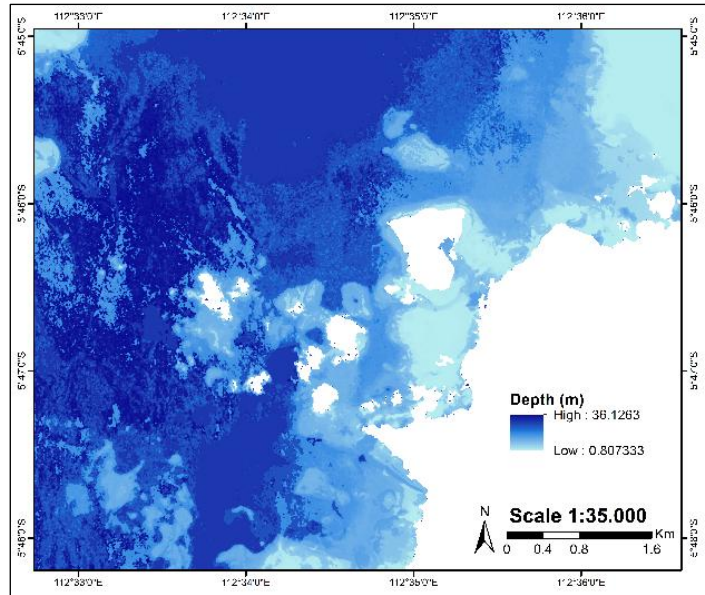 112°33'0"E 112°34'0"E 112°35'0"E 112°36'0"E
5°45'0"S 5°45'0"S
5°46'0"S 5°46'0"S
5°47'0"S 5°47'0"S
Depth (m)
High : 36.1263
Low : 0.807333
N
Scale 1:35.000
Km
0 0.4 0.8 1.6
5°48'0"S 5°48'0"S
112°33'0"E 112°34'0"E 112°35'0"E 112°36'0"E